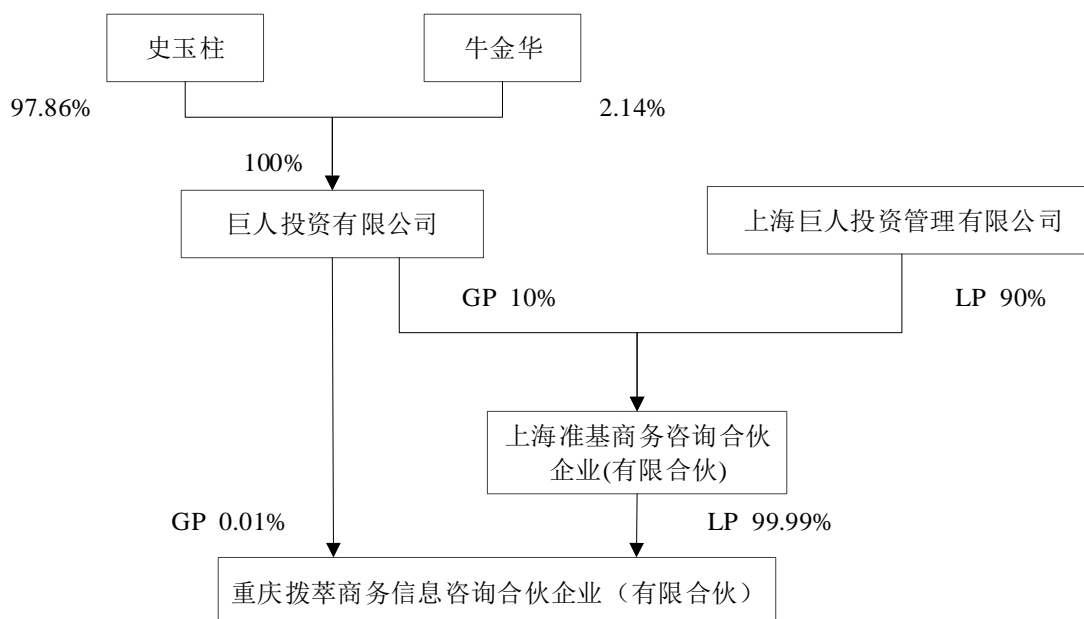 史玉柱
牛金华
97.86%
2.14%
100%
巨人投资有限公司
上海巨人投资管理有限公司
GP 10%
LP 90%
上海准基商务咨询合伙
企业(有限合伙)
GP 0.01%
LP 99.99%
重庆拨萃商务信息咨询合伙企业（有限合伙）